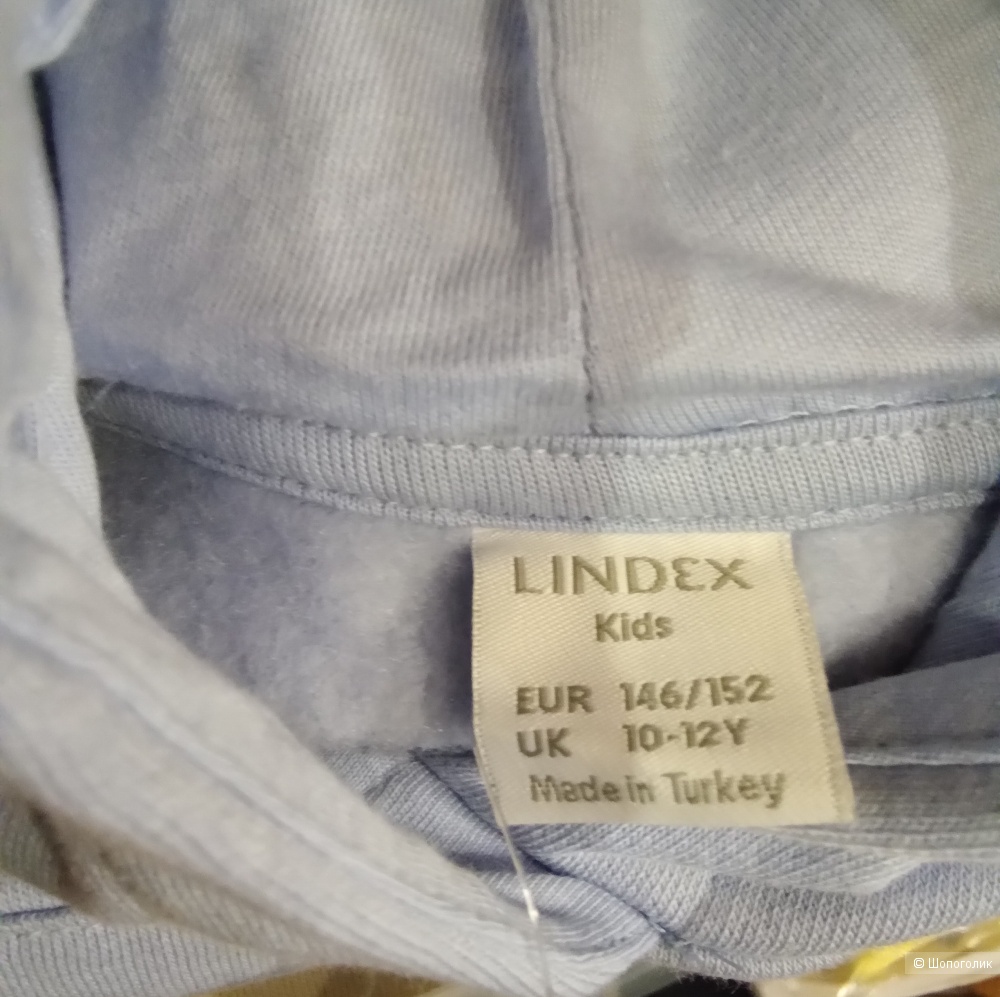 LINDEX
Kids
EUR 146/152
UK 10-12Y
Made in Turkey
© Шопоголик